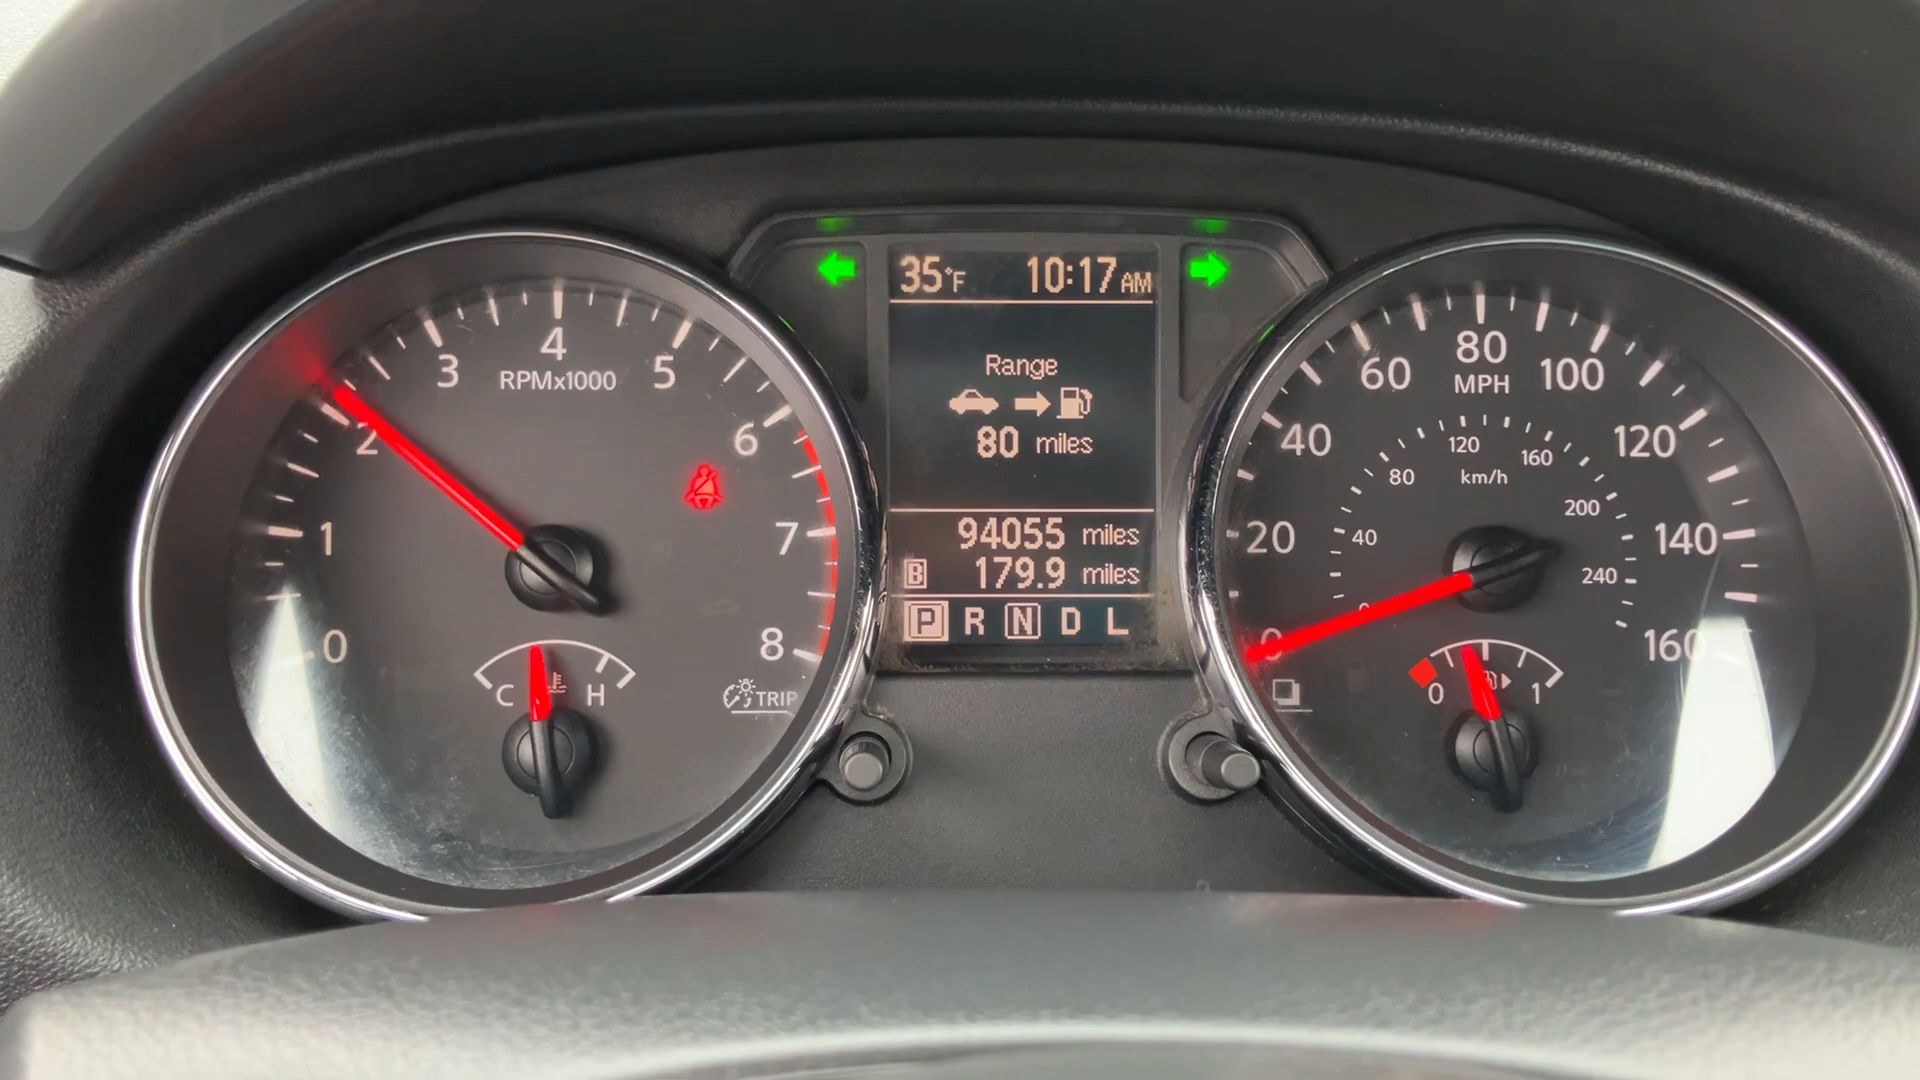 35°F 10:17 AM
Range
80 miles
94055 miles
B 179.9 miles
P R N D L
0 1 2 3 4 5 6 7 8
RPMx1000
C H
TRIP
0 20 40 60 80 100 120 140 160
MPH
0 40 80 120 160 200 240
km/h
0 1